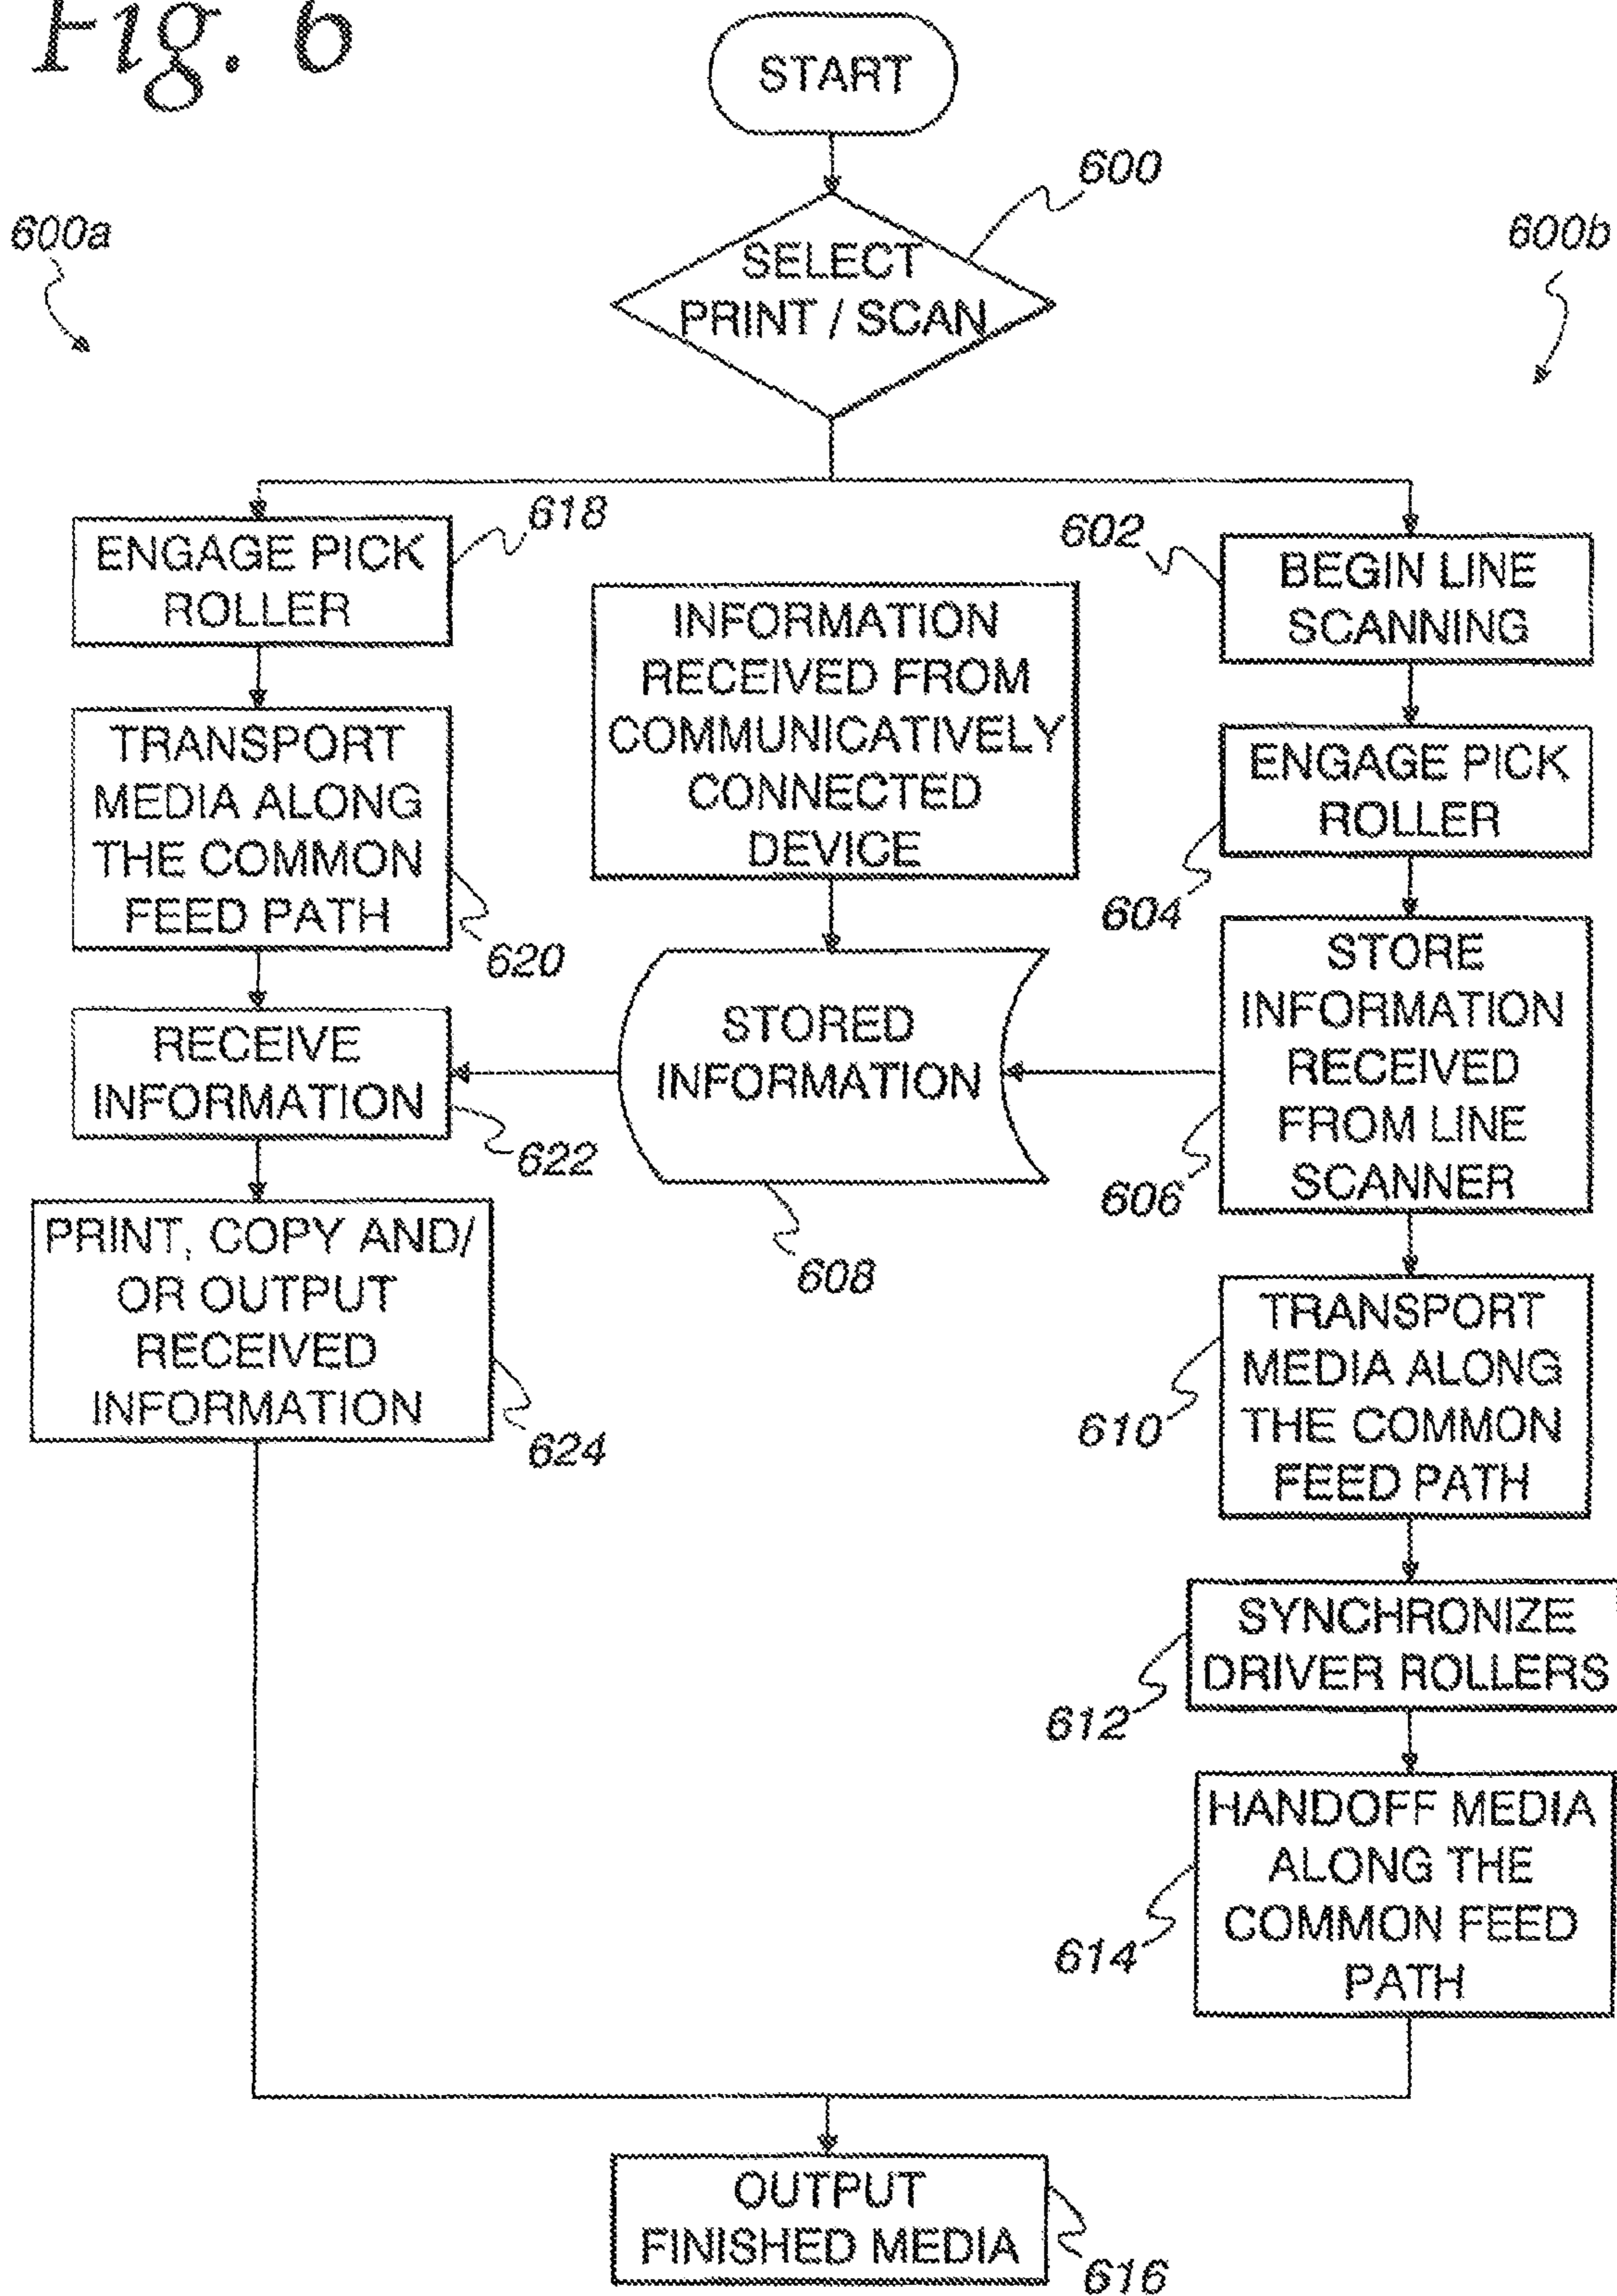 Fig. 6
START
600
600a
600b
SELECT
PRINT / SCAN
618
ENGAGE PICK
ROLLER
602
BEGIN LINE
SCANNING
INFORMATION
RECEIVED FROM
COMMUNICATIVELY
CONNECTED
DEVICE
TRANSPORT
MEDIA ALONG
THE COMMON
FEED PATH
620
ENGAGE PICK
ROLLER
604
STORED
INFORMATION
608
STORE
INFORMATION
RECEIVED
FROM LINE
SCANNER
606
RECEIVE
INFORMATION
622
PRINT, COPY AND/
OR OUTPUT
RECEIVED
INFORMATION
624
TRANSPORT
MEDIA ALONG
THE COMMON
FEED PATH
610
SYNCHRONIZE
DRIVER ROLLERS
612
HANDOFF MEDIA
ALONG THE
COMMON FEED
PATH
614
OUTPUT
FINISHED MEDIA
616